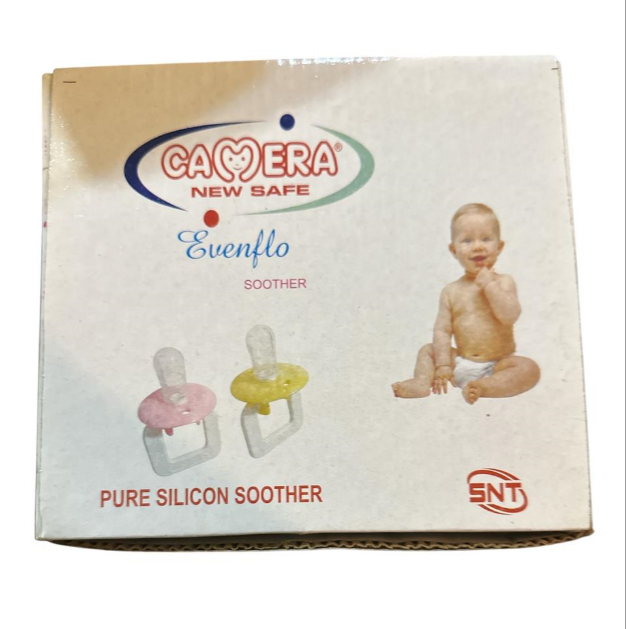 CAMERA®
NEW SAFE
Evenflo
SOOTHER
PURE SILICON SOOTHER
SNT